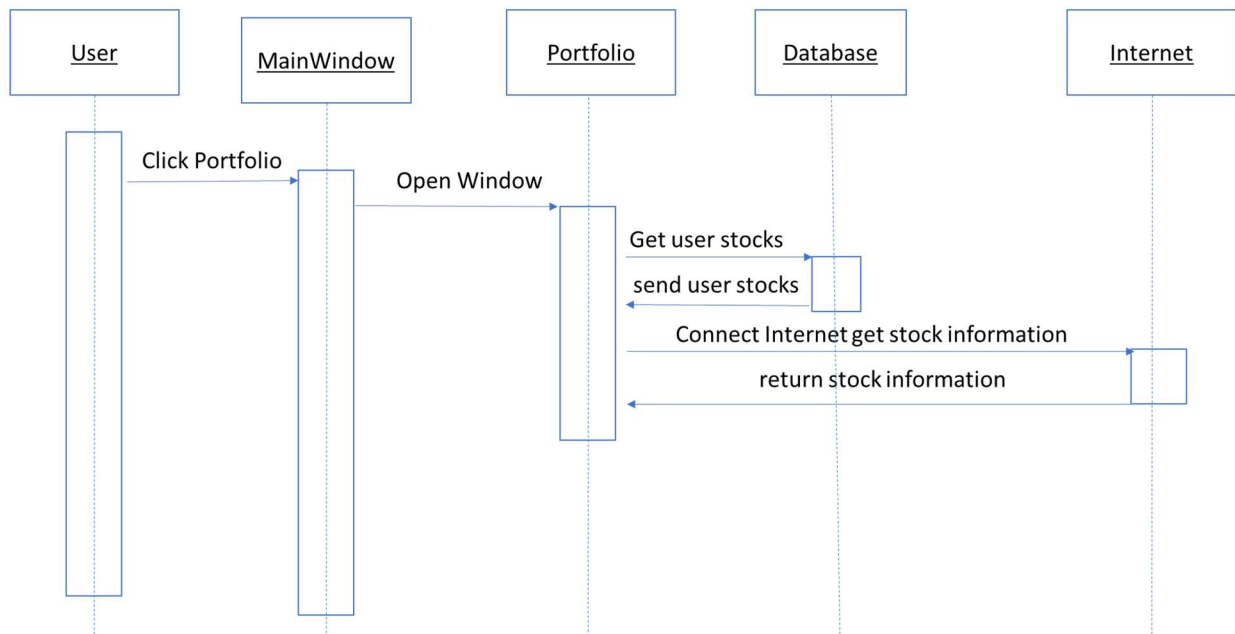 User
MainWindow
Portfolio
Database
Internet
Click Portfolio
Open Window
Get user stocks
send user stocks
Connect Internet get stock information
return stock information